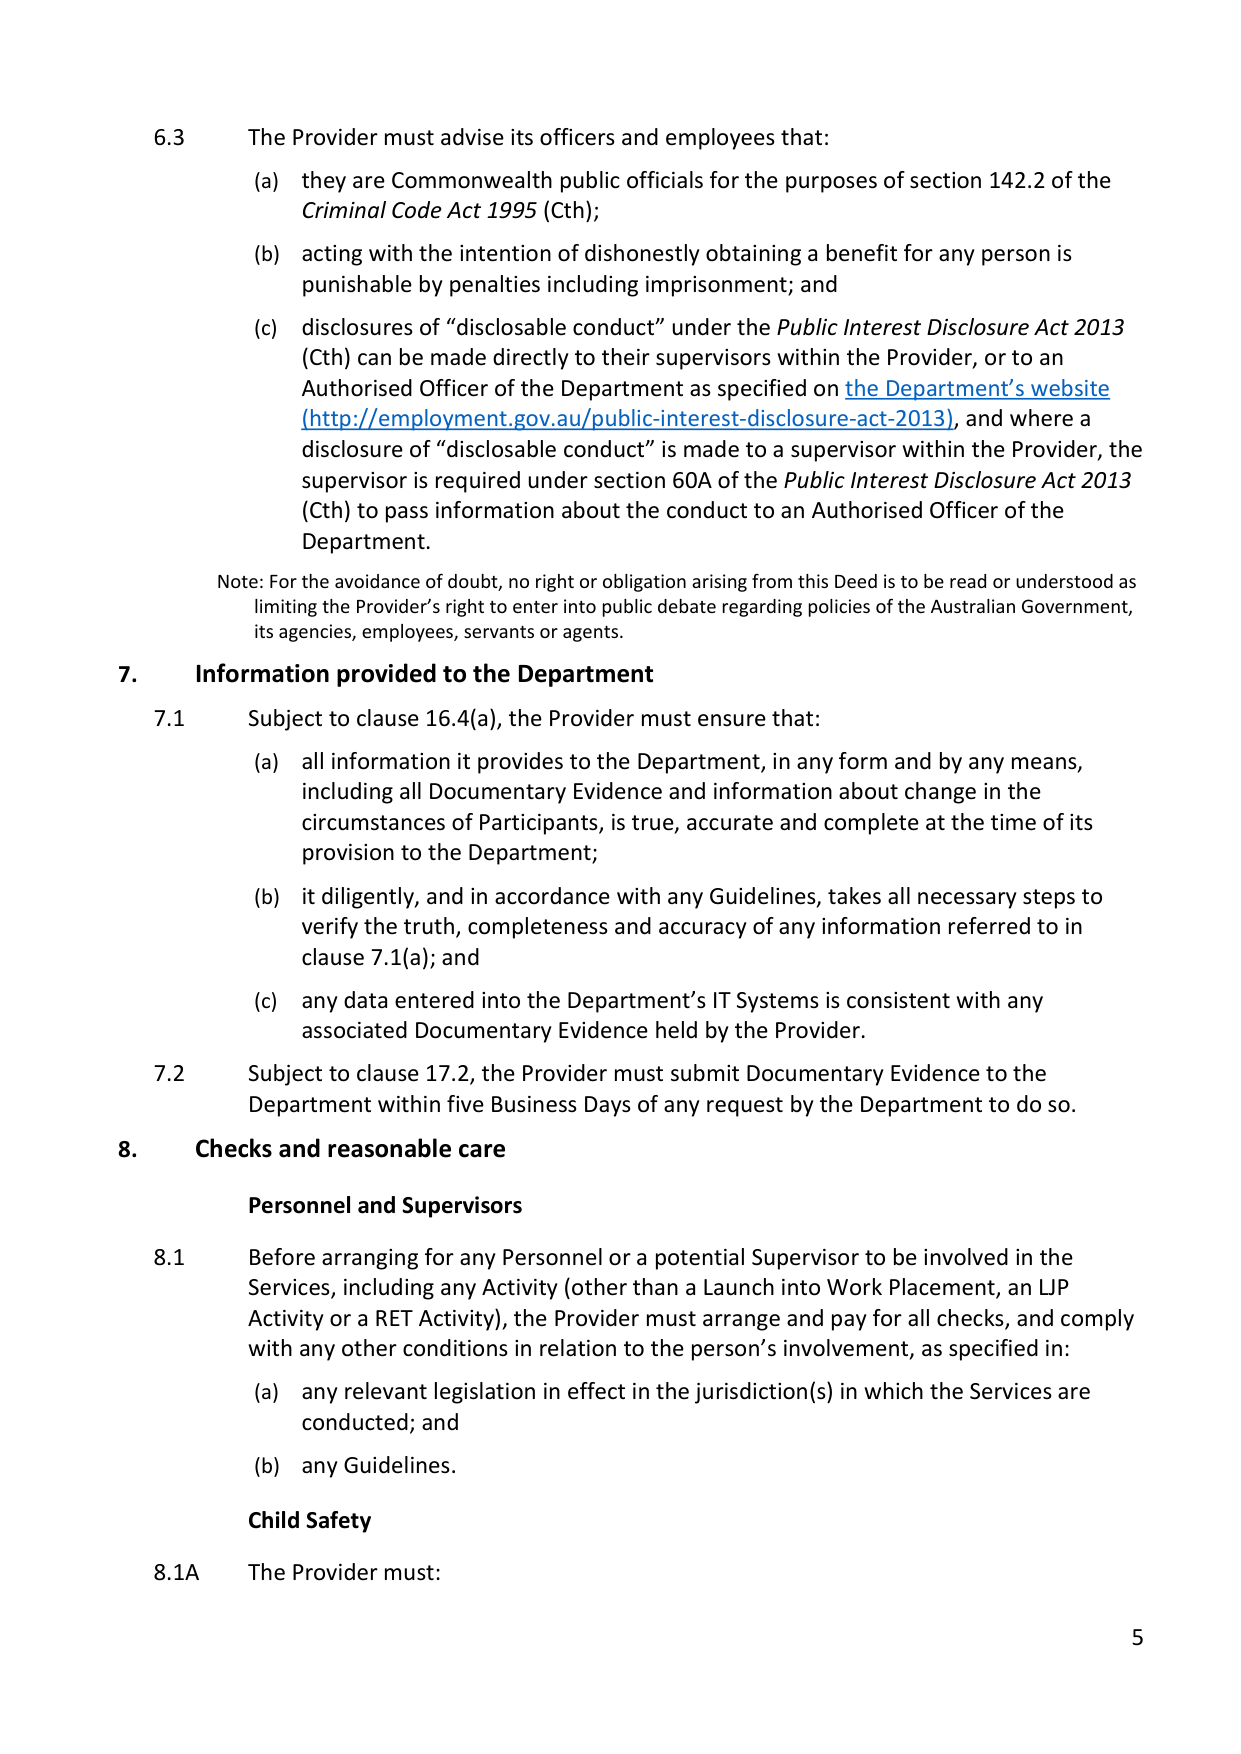 6.3 The Provider must advise its officers and employees that:
(a) they are Commonwealth public officials for the purposes of section 142.2 of the
Criminal Code Act 1995 (Cth);
(b) acting with the intention of dishonestly obtaining a benefit for any person is
punishable by penalties including imprisonment; and
(c) disclosures of “disclosable conduct” under the Public Interest Disclosure Act 2013
(Cth) can be made directly to their supervisors within the Provider, or to an
Authorised Officer of the Department as specified on the Department’s website
(http://employment.gov.au/public-interest-disclosure-act-2013), and where a
disclosure of “disclosable conduct” is made to a supervisor within the Provider, the
supervisor is required under section 60A of the Public Interest Disclosure Act 2013
(Cth) to pass information about the conduct to an Authorised Officer of the
Department.
Note: For the avoidance of doubt, no right or obligation arising from this Deed is to be read or understood as
limiting the Provider’s right to enter into public debate regarding policies of the Australian Government,
its agencies, employees, servants or agents.
7. Information provided to the Department
7.1 Subject to clause 16.4(a), the Provider must ensure that:
(a) all information it provides to the Department, in any form and by any means,
including all Documentary Evidence and information about change in the
circumstances of Participants, is true, accurate and complete at the time of its
provision to the Department;
(b) it diligently, and in accordance with any Guidelines, takes all necessary steps to
verify the truth, completeness and accuracy of any information referred to in
clause 7.1(a); and
(c) any data entered into the Department’s IT Systems is consistent with any
associated Documentary Evidence held by the Provider.
7.2 Subject to clause 17.2, the Provider must submit Documentary Evidence to the
Department within five Business Days of any request by the Department to do so.
8. Checks and reasonable care
Personnel and Supervisors
8.1 Before arranging for any Personnel or a potential Supervisor to be involved in the
Services, including any Activity (other than a Launch into Work Placement, an LJP
Activity or a RET Activity), the Provider must arrange and pay for all checks, and comply
with any other conditions in relation to the person’s involvement, as specified in:
(a) any relevant legislation in effect in the jurisdiction(s) in which the Services are
conducted; and
(b) any Guidelines.
Child Safety
8.1A The Provider must:
5